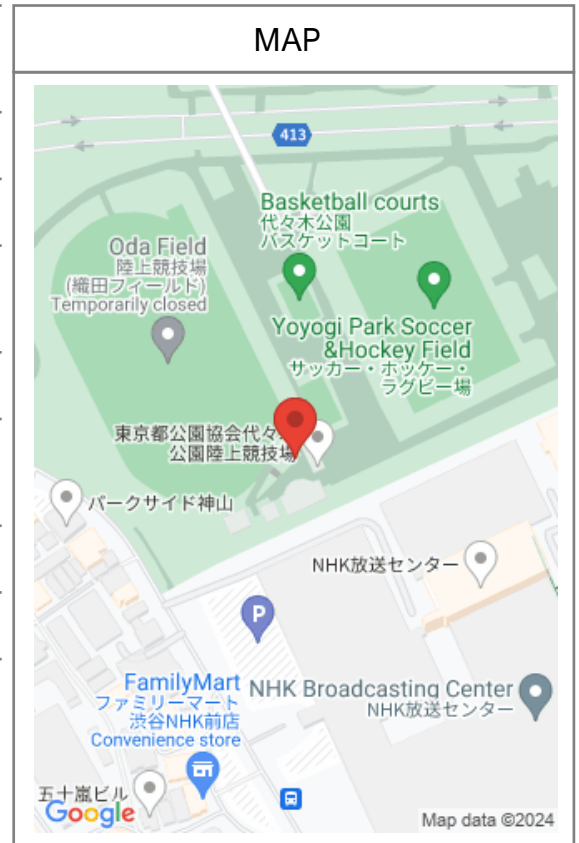 MAP
413
Basketball courts
代々木公園
バスケットコート
Oda Field
陸上競技場
(織田フィールド)
Temporarily closed
Yoyogi Park Soccer
&Hockey Field
サッカー・ホッケー・
ラグビー場
東京都公園協会代々
公園陸上競技場
パークサイド神山
NHK放送センター
P
FamilyMart
ファミリーマート
渋谷NHK前店
Convenience store
NHK Broadcasting Center
NHK放送センター
五十嵐ビル
Google
Map data ©2024